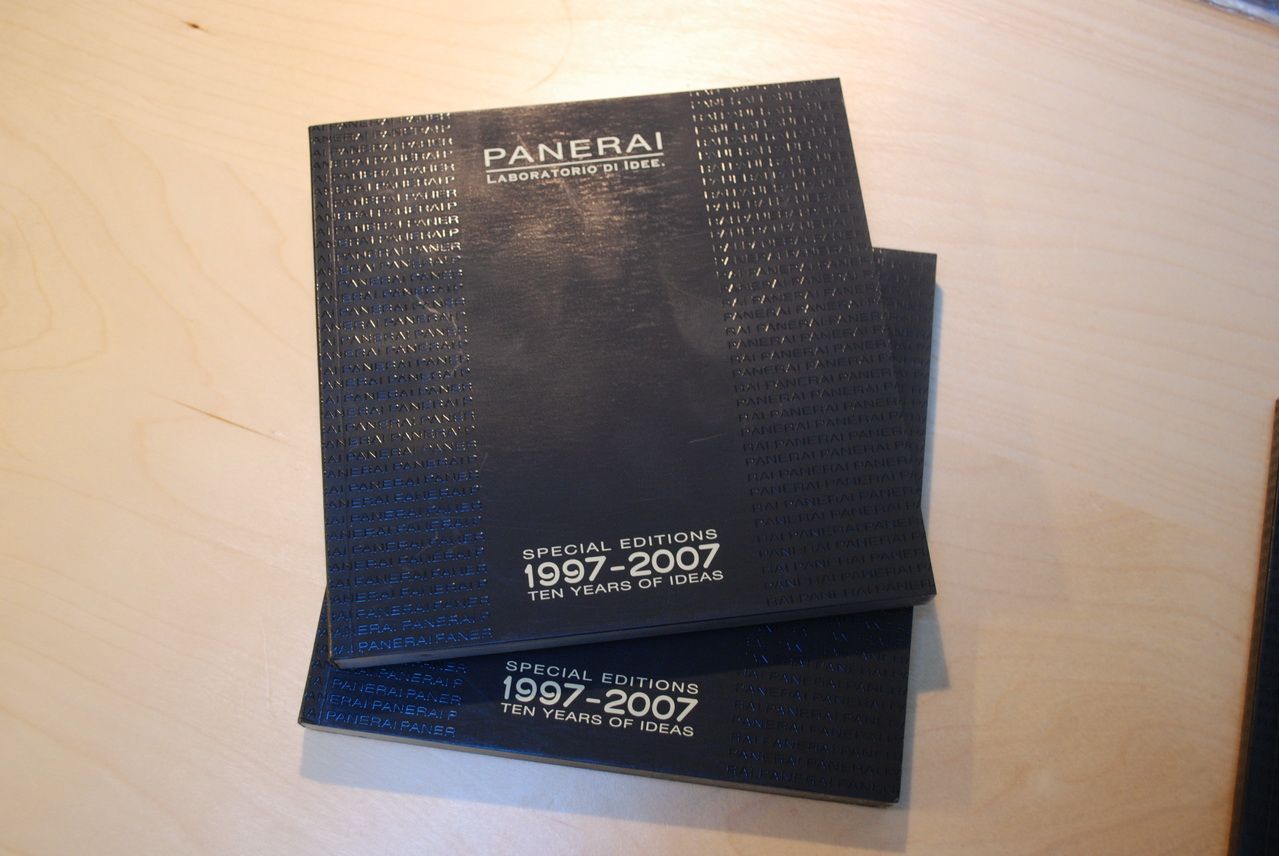 PANERAI
LABORATORIO DI IDEE.
SPECIAL EDITIONS
1997-2007
TEN YEARS OF IDEAS
SPECIAL EDITIONS
1997-2007
TEN YEARS OF IDEAS